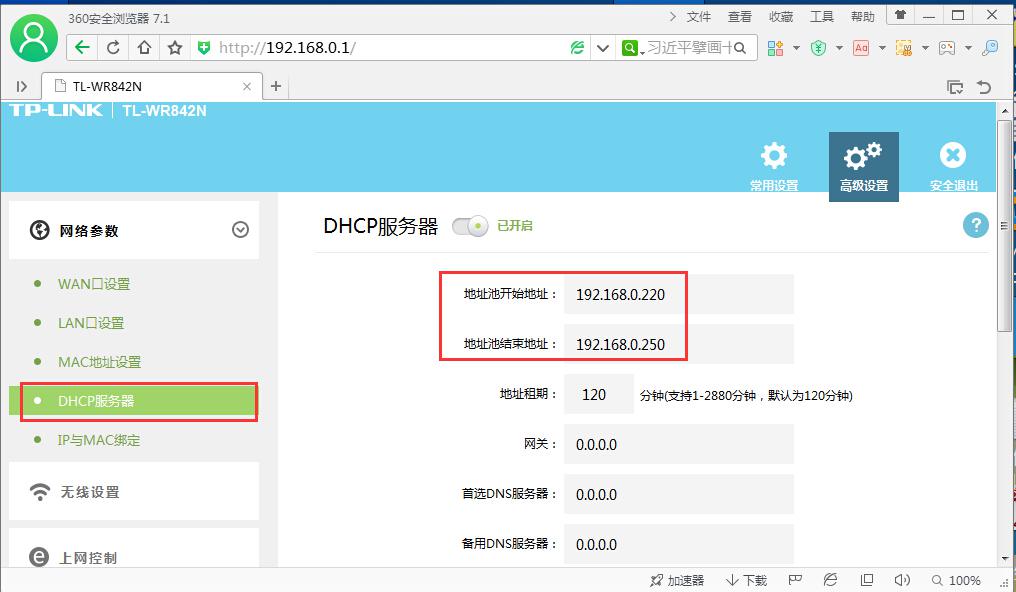 360安全浏览器 7.1
文件 查看 收藏 工具 帮助
http://192.168.0.1/
习近平壁画十
Aa
TL-WR842N
TP-LINK TL-WR842N
常用设置 高级设置 安全退出
网络参数
WAN口设置
LAN口设置
MAC地址设置
DHCP服务器
IP与MAC绑定
无线设置
上网控制
DHCP服务器 已开启
?
地址池开始地址： 192.168.0.220
地址池结束地址： 192.168.0.250
地址租期： 120 分钟(支持1-2880分钟，默认为120分钟)
网关： 0.0.0.0
首选DNS服务器： 0.0.0.0
备用DNS服务器： 0.0.0.0
加速器 下载 100%